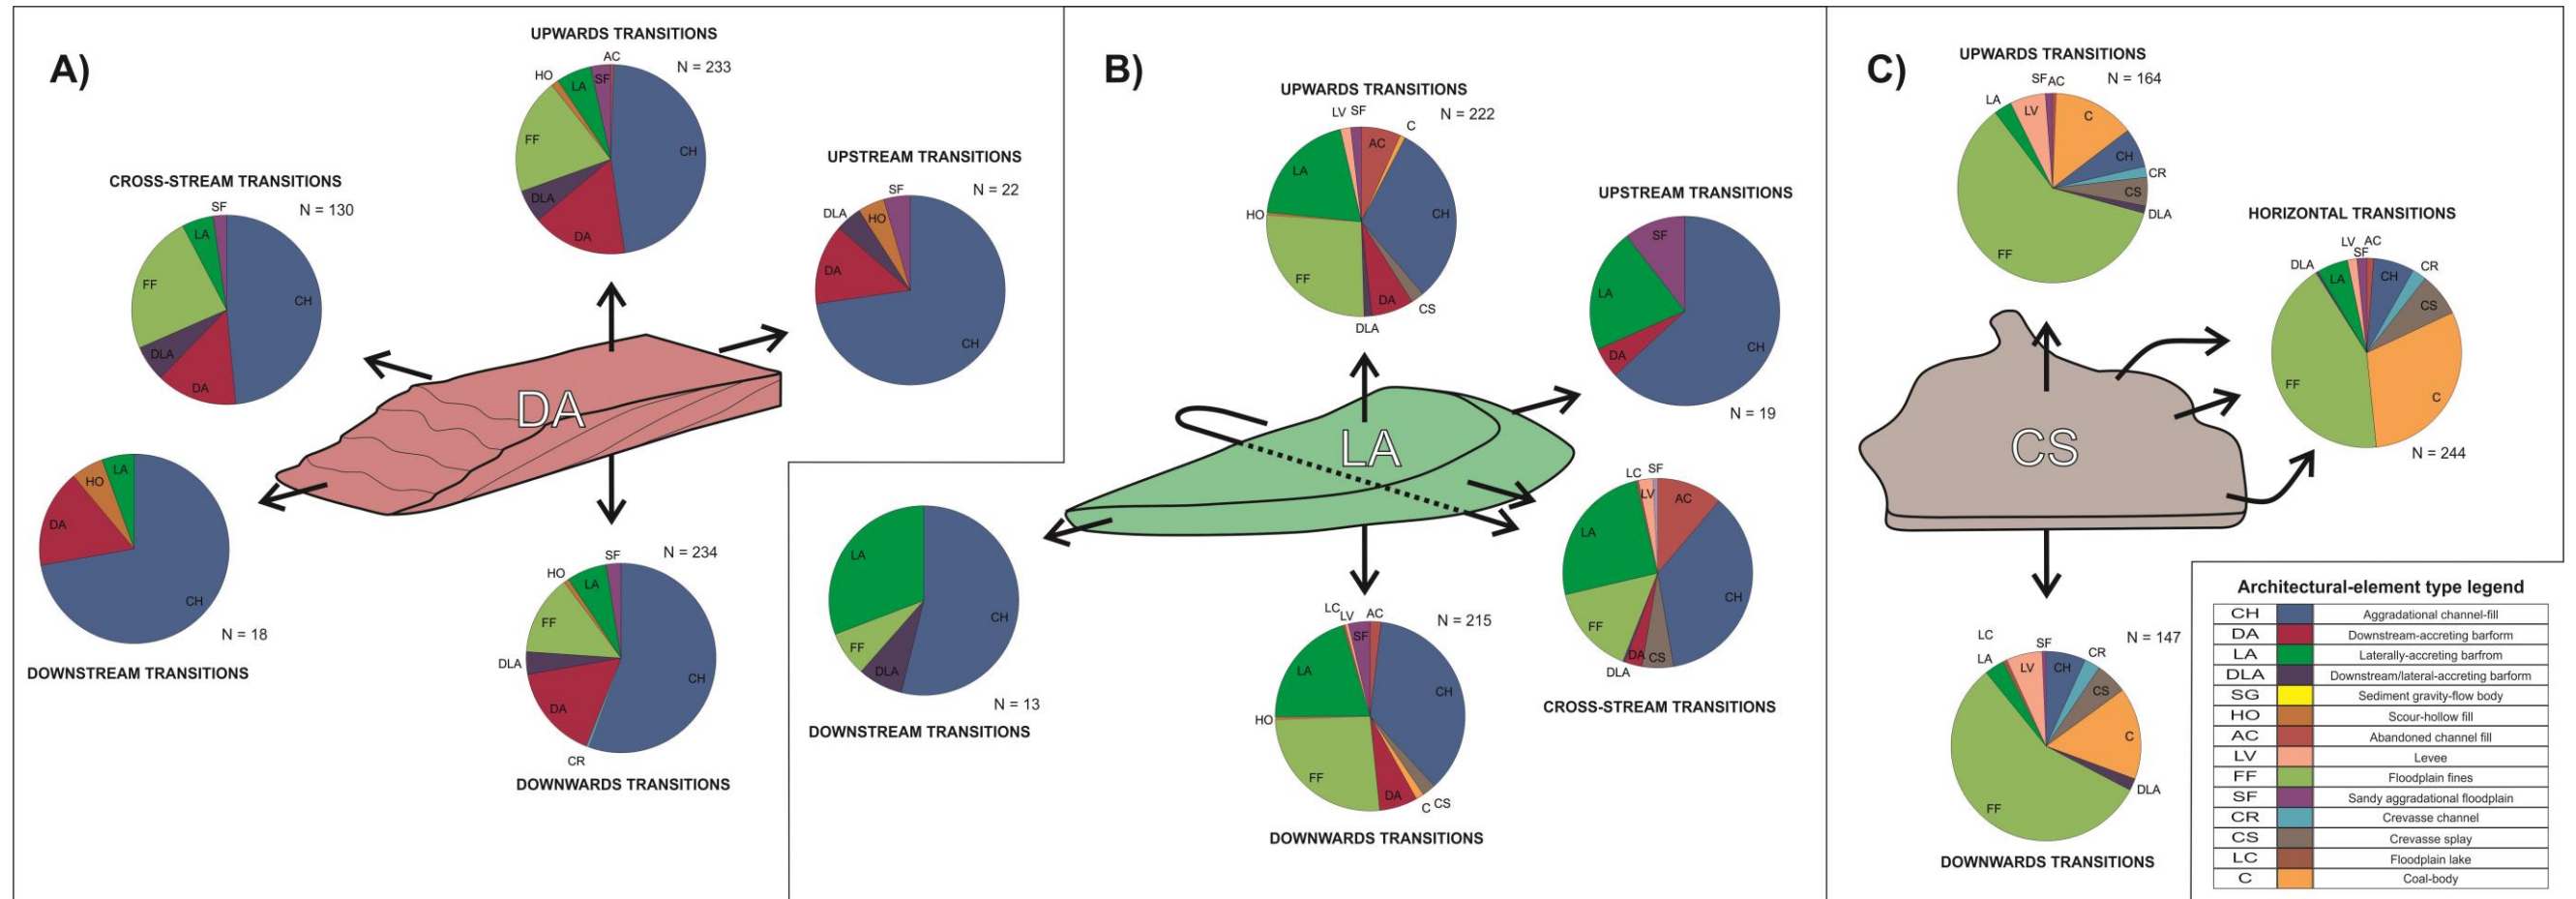 A)
UPWARDS TRANSITIONS
N = 233
AC
SF
LA
HO
FF
DLA
DA
CH
CROSS-STREAM TRANSITIONS
N = 130
SF
LA
FF
DLA
DA
CH
UPSTREAM TRANSITIONS
N = 22
SF
HO
DLA
DA
CH
DA
LA
HO
DA
CH
N = 18
DOWNSTREAM TRANSITIONS
N = 234
SF
LA
HO
FF
DLA
DA
CR
CH
DOWNWARDS TRANSITIONS
B)
UPWARDS TRANSITIONS
N = 222
LV SF
AC
C
LA
CH
HO
FF
DLA
DA
CS
UPSTREAM TRANSITIONS
SF
LA
DA
CH
N = 19
LA
LC SF
LV
AC
LA
CH
FF
DLA
DA
CS
CROSS-STREAM TRANSITIONS
LA
CH
FF
DLA
N = 13
DOWNSTREAM TRANSITIONS
LC
LV
SF
AC
N = 215
LA
CH
HO
FF
DA
C
CS
DOWNWARDS TRANSITIONS
C)
UPWARDS TRANSITIONS
N = 164
SF AC
LA
LV
C
CH
CR
CS
DLA
FF
HORIZONTAL TRANSITIONS
LV
SF
AC
DLA
LA
CH
CR
CS
FF
C
N = 244
CS
N = 147
LC
LA
LV
SF
CH
CR
CS
C
DLA
FF
DOWNWARDS TRANSITIONS
Architectural-element type legend
CH Aggradational channel-fill
DA Downstream-accreting barform
LA Laterally-accreting barfrom
DLA Downstream/lateral-accreting barform
SG Sediment gravity-flow body
HO Scour-hollow fill
AC Abandoned channel fill
LV Levee
FF Floodplain fines
SF Sandy aggradational floodplain
CR Crevasse channel
CS Crevasse splay
LC Floodplain lake
C Coal-body